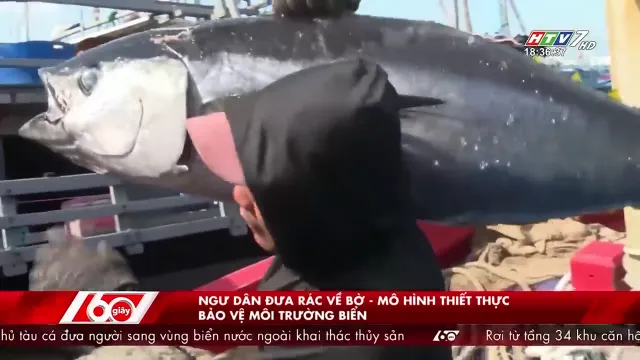 HTV7 HD
18:36:37
NGƯ DÂN ĐƯA RÁC VỀ BỜ - MÔ HÌNH THIẾT THỰC
BẢO VỆ MÔI TRƯỜNG BIỂN
60 giây
hủ tàu cá đưa người sang vùng biển nước ngoài khai thác thủy sản 60s Rơi từ tầng 34 khu căn h